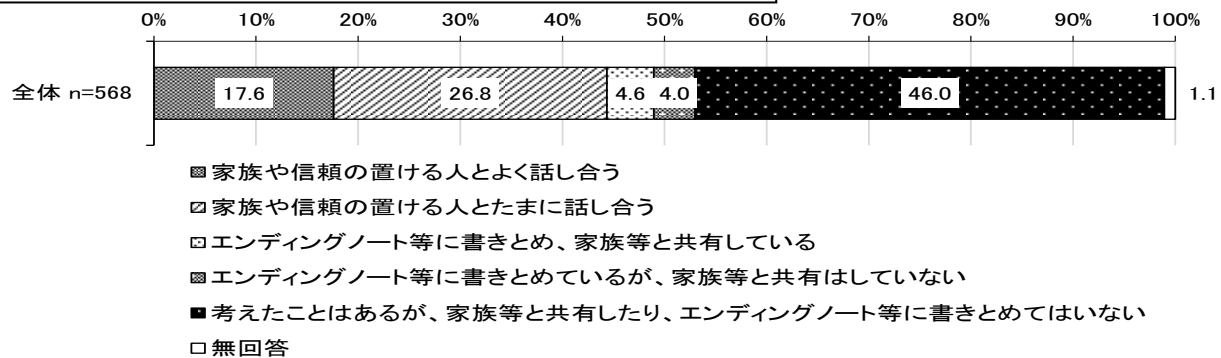 0% 10% 20% 30% 40% 50% 60% 70% 80% 90% 100%
全体 n=568 17.6 26.8 4.6 4.0 46.0 1.1
家族や信頼の置ける人とよく話し合う
家族や信頼の置ける人とたまに話し合う
エンディングノート等に書きとめ、家族等と共有している
エンディングノート等に書きとめているが、家族等と共有はしていない
考えたことはあるが、家族等と共有したり、エンディングノート等に書きとめてはいない
無回答